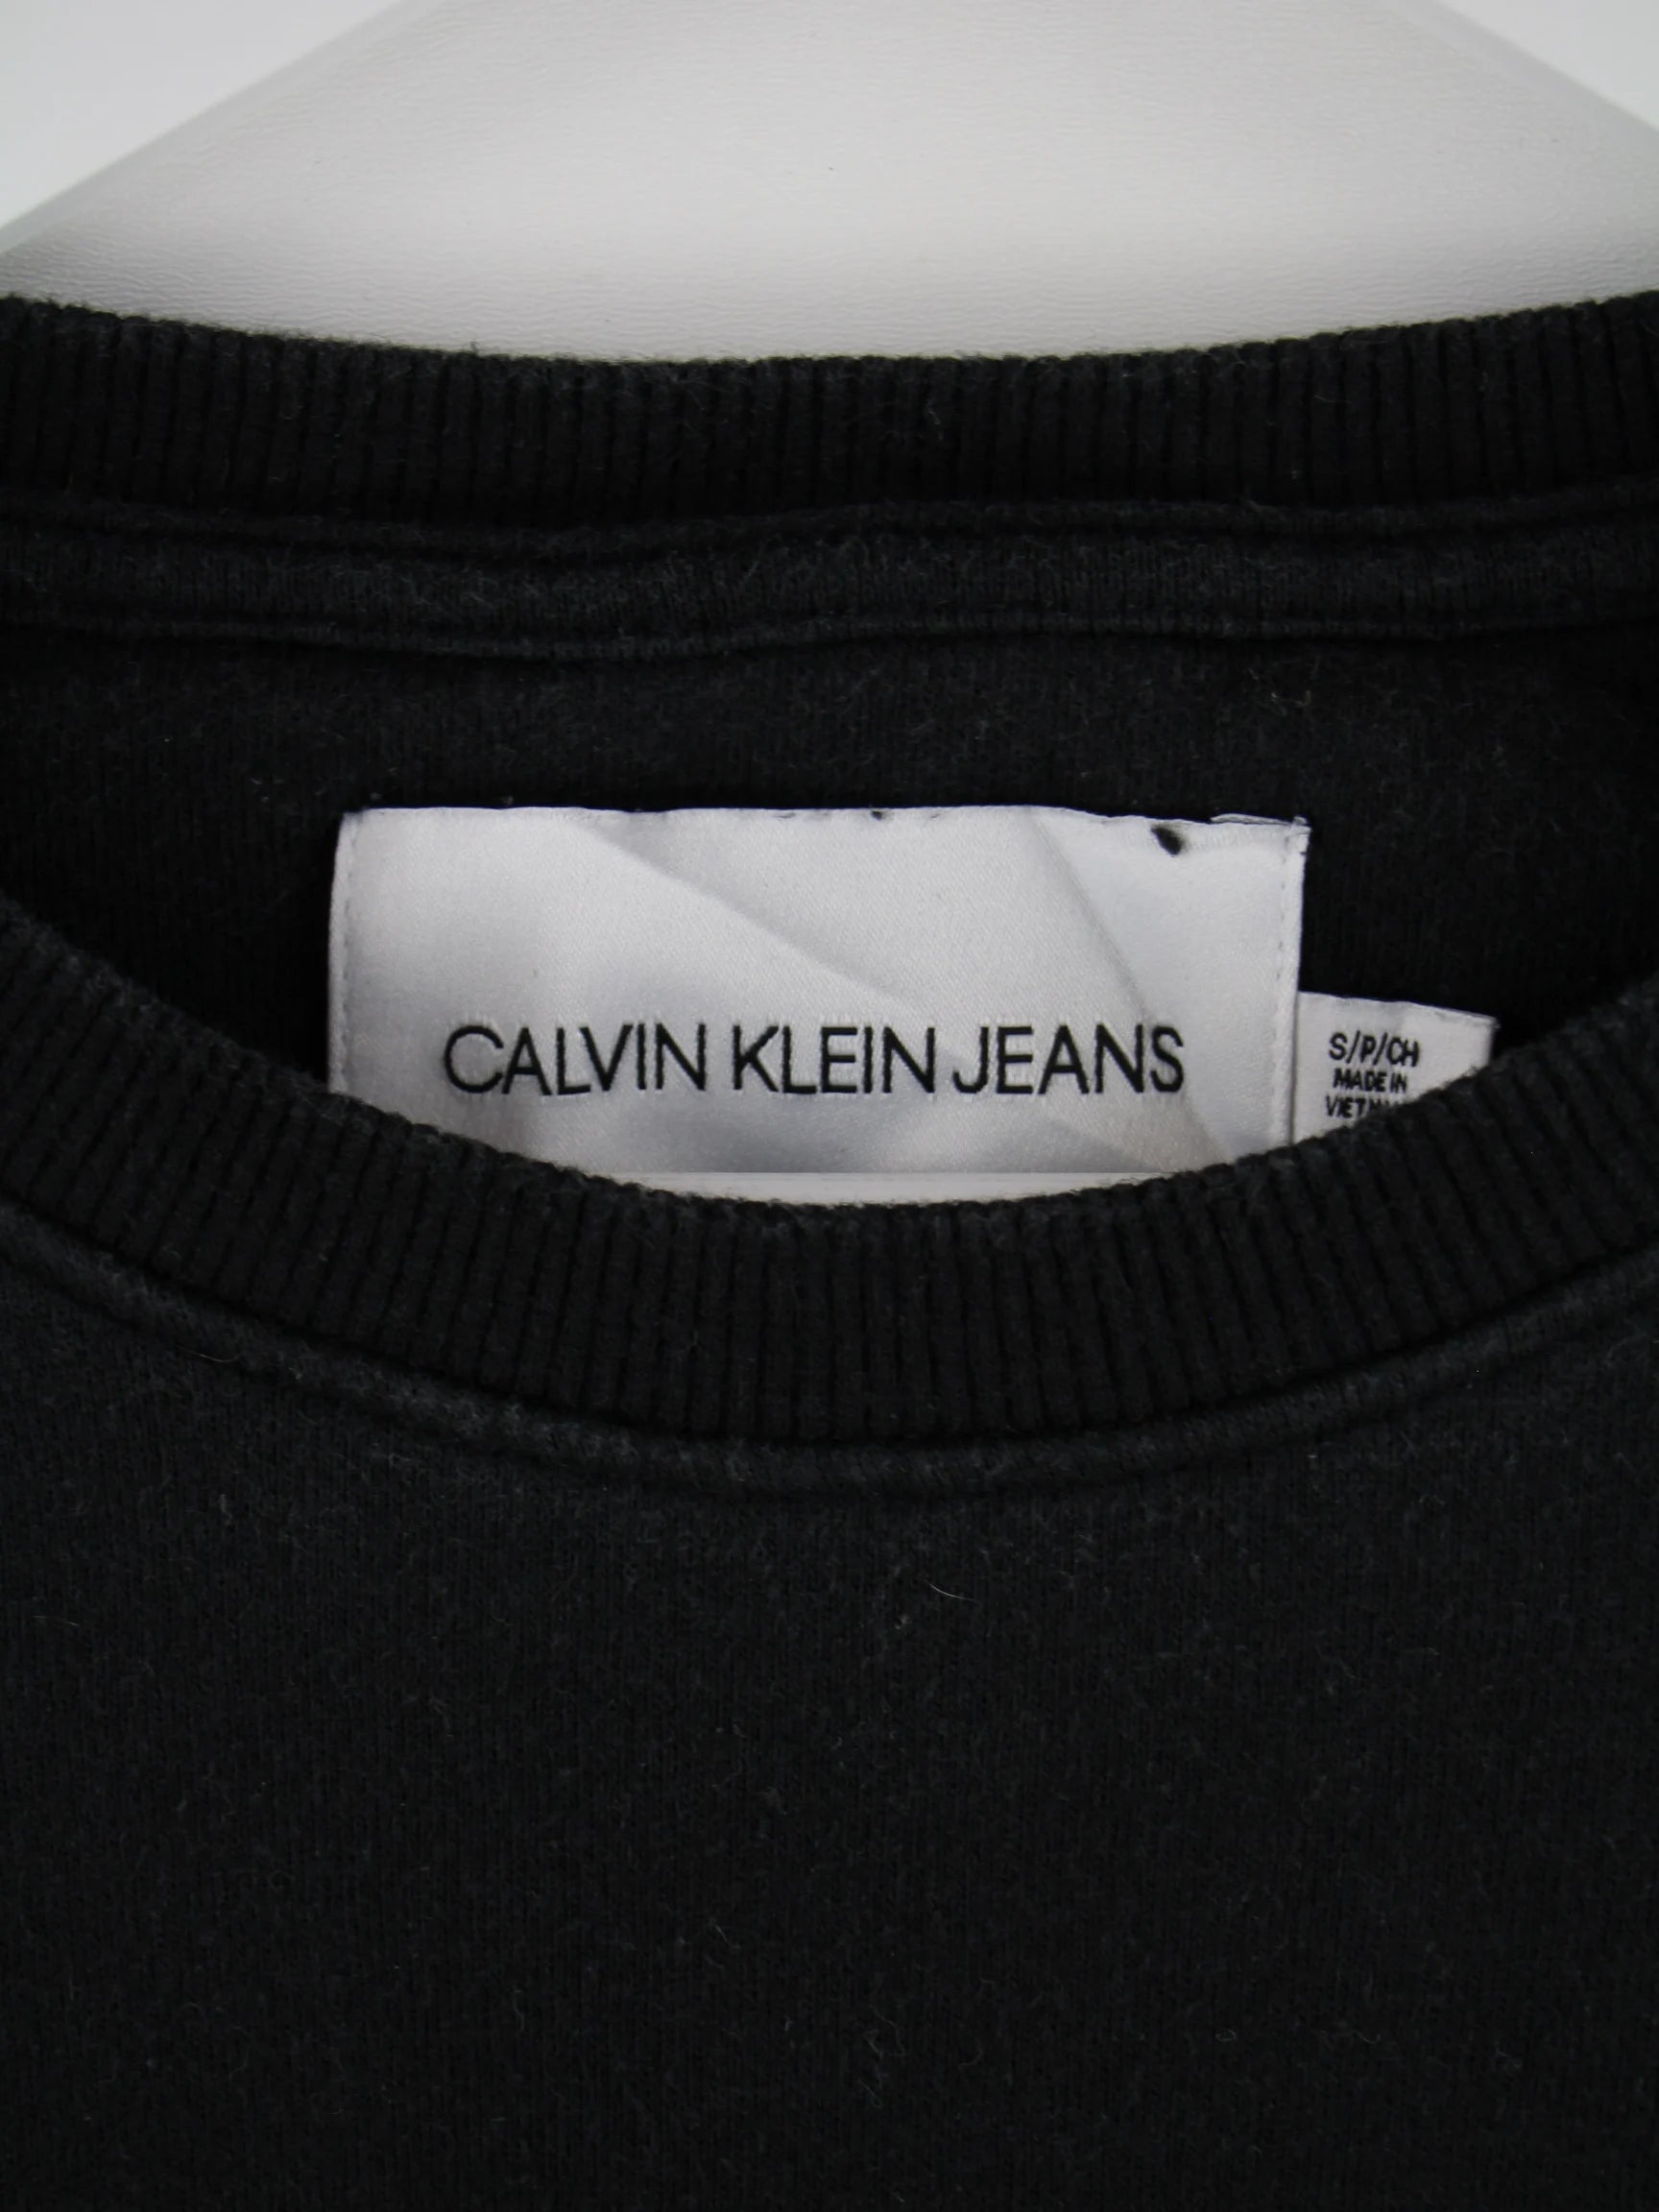 CALVIN KLEIN JEANS
S/P/CH
MADE IN